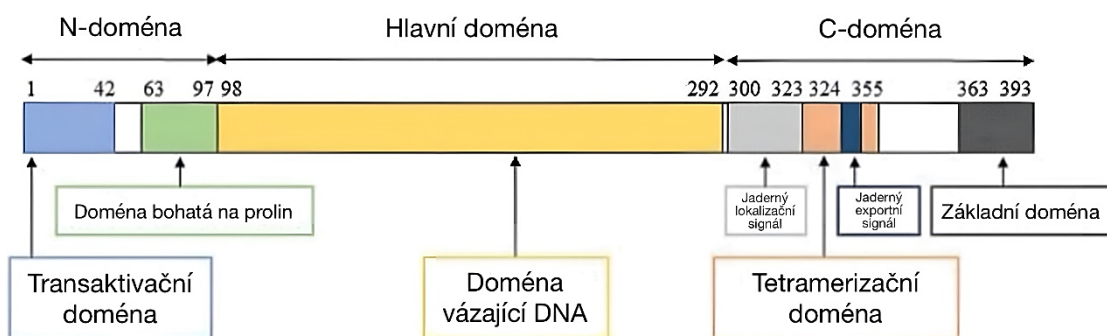 N-doména Hlavní doména C-doména
1 42 63 97 98 292 300 323 324 355 363 393
Doména bohatá na prolin
Jaderný
lokalizační
signál
Jaderný
exportní
signál
Základní doména
Transaktivační
doména
Doména
vázající DNA
Tetramerizační
doména